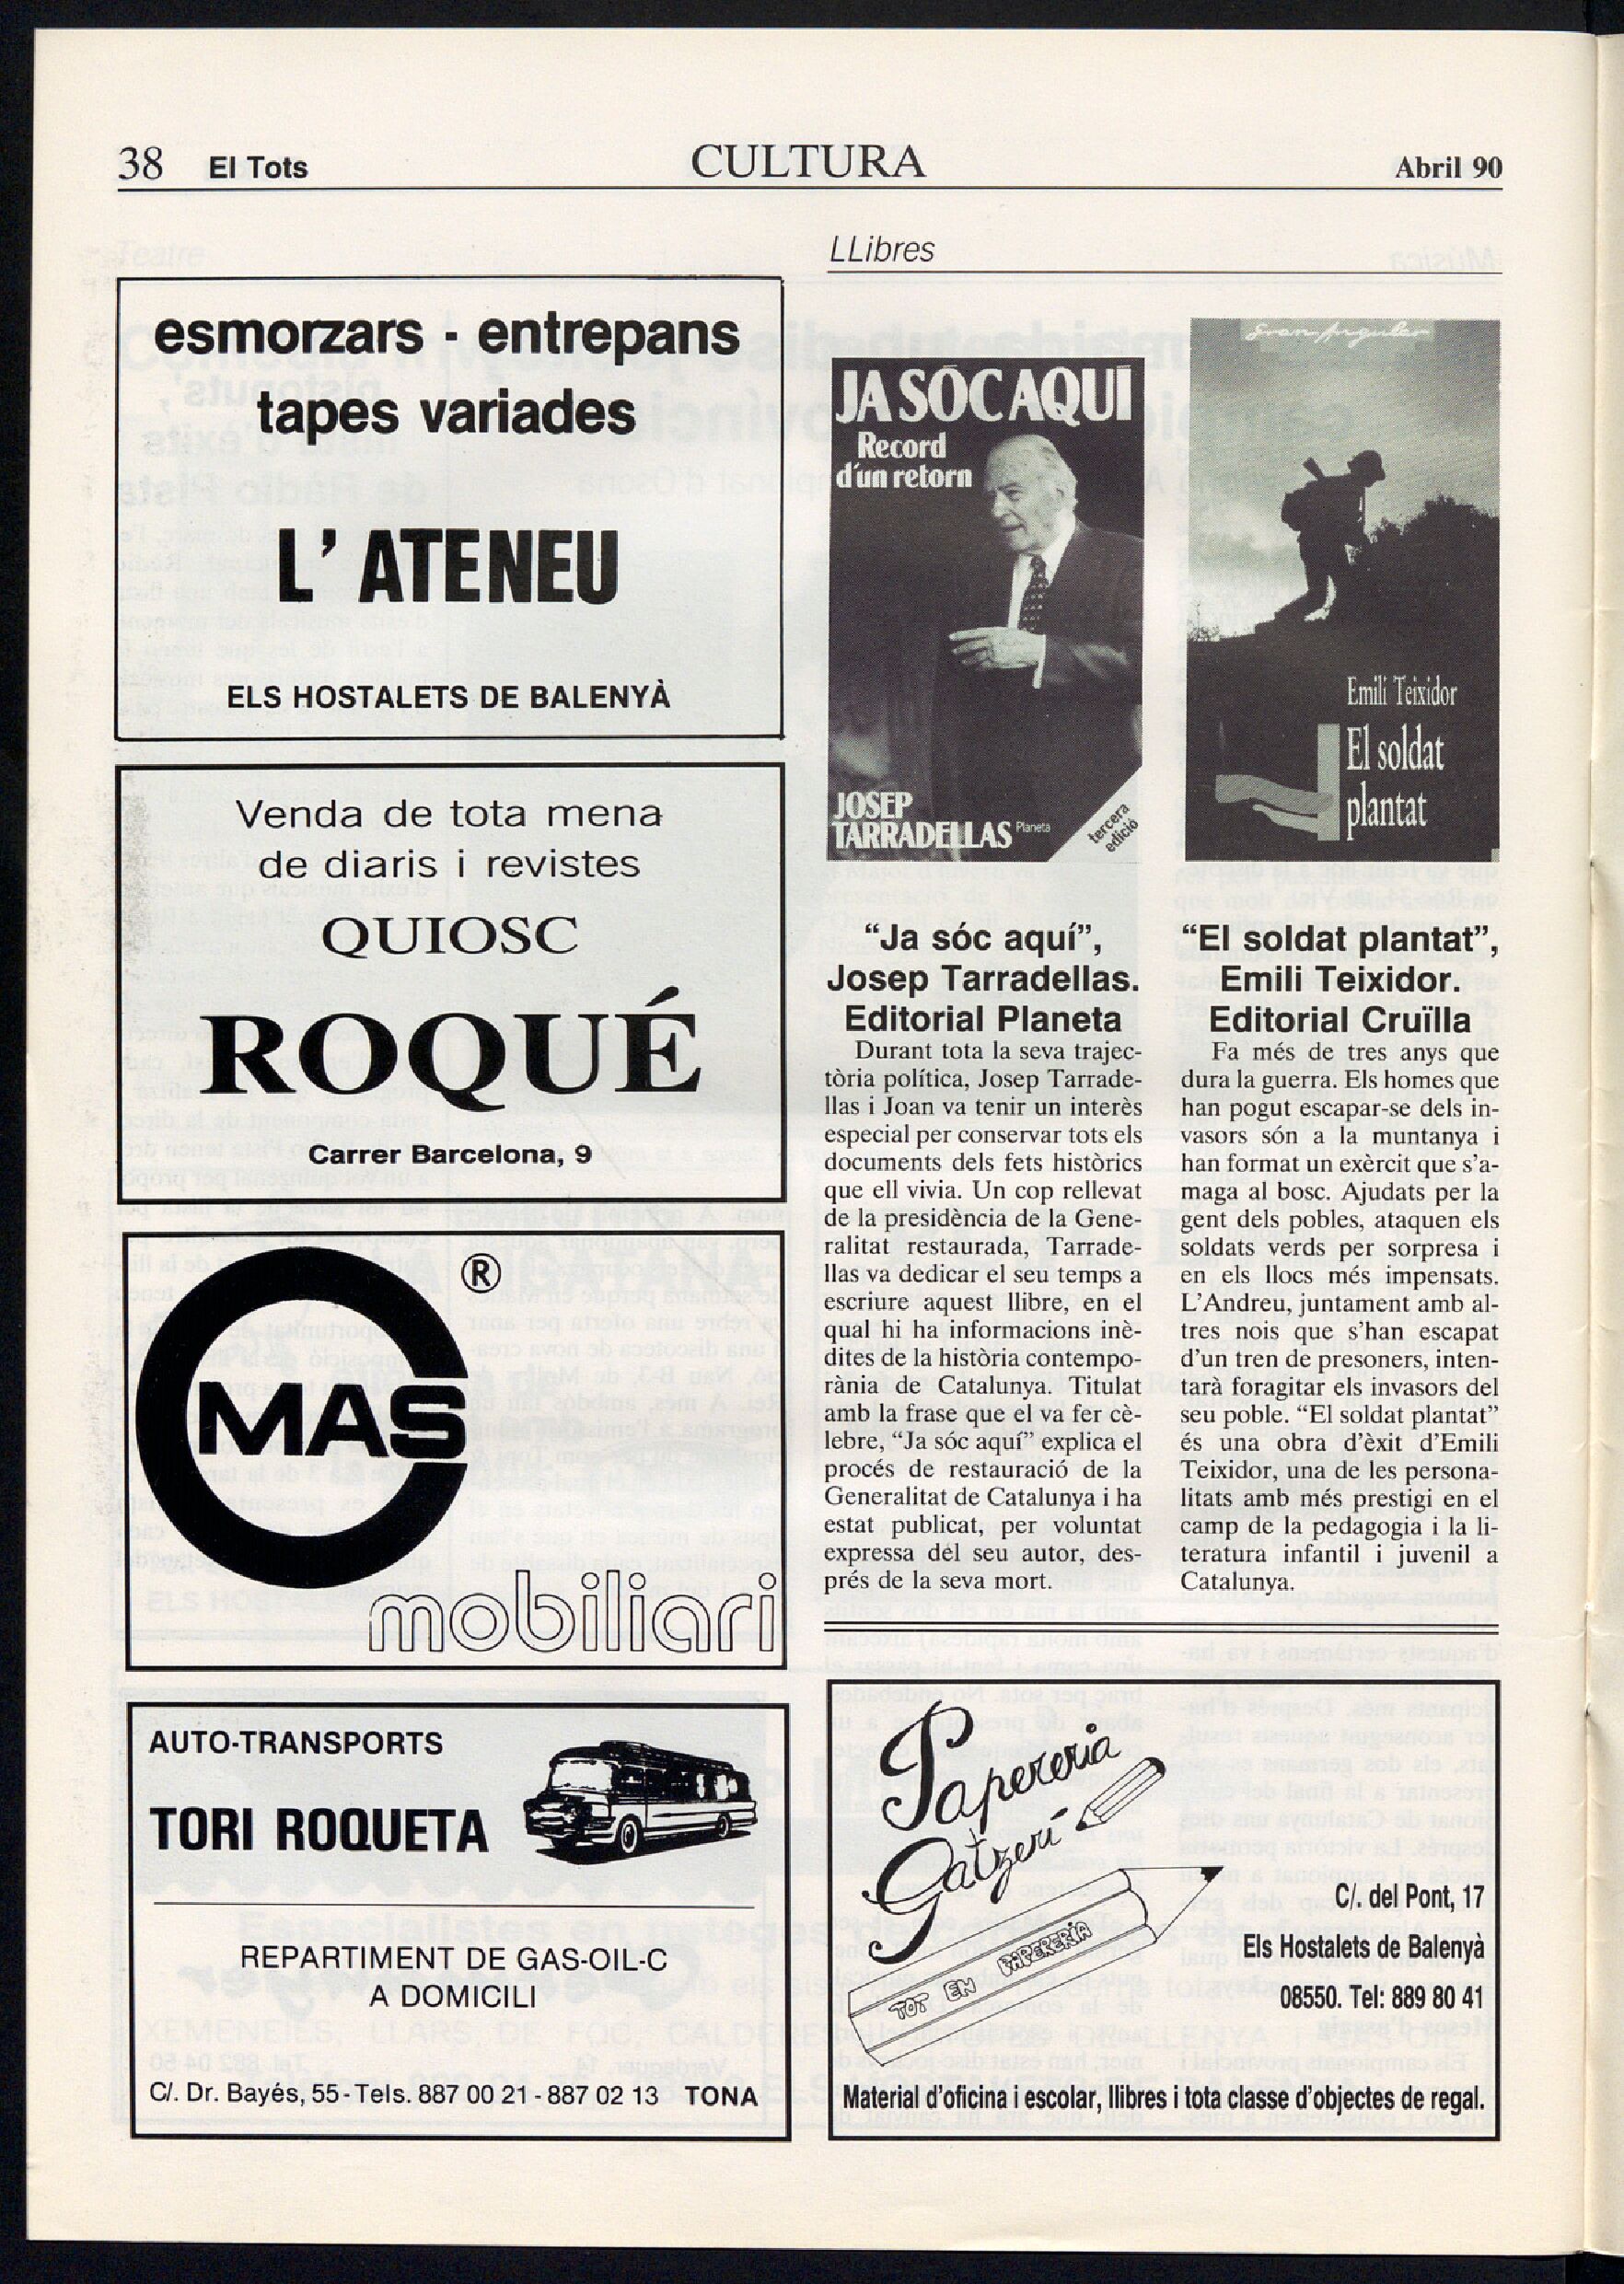 38 El Tots CULTURA Abril 90
esmorzars - entrepans
tapes variades
L' ATENEU
ELS HOSTALETS DE BALENYÀ
Venda de tota mena
de diaris i revistes
QUIOSC
ROQUÉ
Carrer Barcelona, 9
®
MAS
mobiliari
AUTO-TRANSPORTS
TORI ROQUETA
REPARTIMENT DE GAS-OIL-C
A DOMICILI
C/. Dr. Bayés, 55 - Tels. 887 00 21 - 887 02 13 TONA
LLibres
JA SÓC AQUÍ
Record
d'un retorn
JOSEP
TARRADELLAS Planeta
tercera
edició
Gran Angular
Emili Teixidor
El soldat
plantat
“Ja sóc aquí”,
Josep Tarradellas.
Editorial Planeta
Durant tota la seva trajec-
tòria política, Josep Tarrade-
llas i Joan va tenir un interès
especial per conservar tots els
documents dels fets històrics
que ell vivia. Un cop rellevat
de la presidència de la Gene-
ralitat restaurada, Tarrade-
llas va dedicar el seu temps a
escriure aquest llibre, en el
qual hi ha informacions inè-
dites de la història contempo-
rània de Catalunya. Titulat
amb la frase que el va fer cè-
lebre, “Ja sóc aquí” explica el
procés de restauració de la
Generalitat de Catalunya i ha
estat publicat, per voluntat
expressa del seu autor, des-
prés de la seva mort.
“El soldat plantat”,
Emili Teixidor.
Editorial Cruïlla
Fa més de tres anys que
dura la guerra. Els homes que
han pogut escapar-se dels in-
vasors són a la muntanya i
han format un exèrcit que s'a-
maga al bosc. Ajudats per la
gent dels pobles, ataquen els
soldats verds per sorpresa i
en els llocs més impensats.
L'Andreu, juntament amb al-
tres nois que s'han escapat
d'un tren de presoners, inten-
tarà foragitar els invasors del
seu poble. “El soldat plantat”
és una obra d'èxit d'Emili
Teixidor, una de les persona-
litats amb més prestigi en el
camp de la pedagogia i la li-
teratura infantil i juvenil a
Catalunya.
Papereria
Gatzerí
TOT EN PAPERERIA
C/. del Pont, 17
Els Hostalets de Balenyà
08550. Tel: 889 80 41
Material d'oficina i escolar, llibres i tota classe d'objectes de regal.